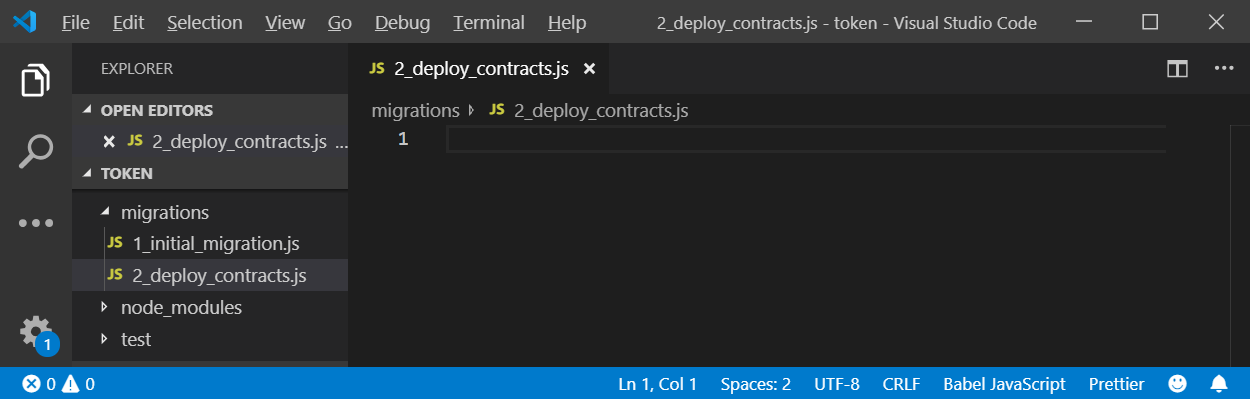 File Edit Selection View Go Debug Terminal Help 2_deploy_contracts.js - token - Visual Studio Code
EXPLORER
JS 2_deploy_contracts.js
OPEN EDITORS
migrations JS 2_deploy_contracts.js
JS 2_deploy_contracts.js ...
1
TOKEN
migrations
JS 1_initial_migration.js
JS 2_deploy_contracts.js
node_modules
test
1
0 0 Ln 1, Col 1 Spaces: 2 UTF-8 CRLF Babel JavaScript Prettier